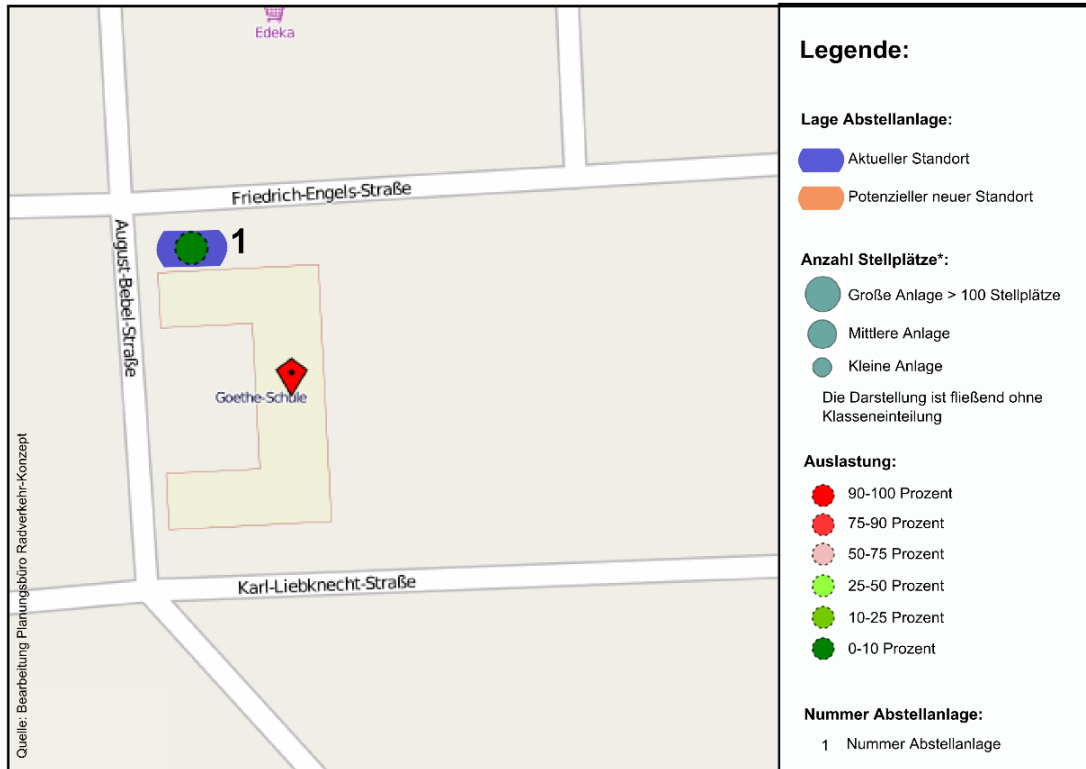 Edeka
Friedrich-Engels-Straße
1
August-Bebel-Straße
Goethe-Schule
Karl-Liebknecht-Straße
Quelle: Bearbeitung Planungsbüro Radverkehr-Konzept
Legende:
Lage Abstellanlage:
Aktueller Standort
Potenzieller neuer Standort
Anzahl Stellplätze*:
Große Anlage > 100 Stellplätze
Mittlere Anlage
Kleine Anlage
Die Darstellung ist fließend ohne
Klasseneinteilung
Auslastung:
90-100 Prozent
75-90 Prozent
50-75 Prozent
25-50 Prozent
10-25 Prozent
0-10 Prozent
Nummer Abstellanlage:
1 Nummer Abstellanlage